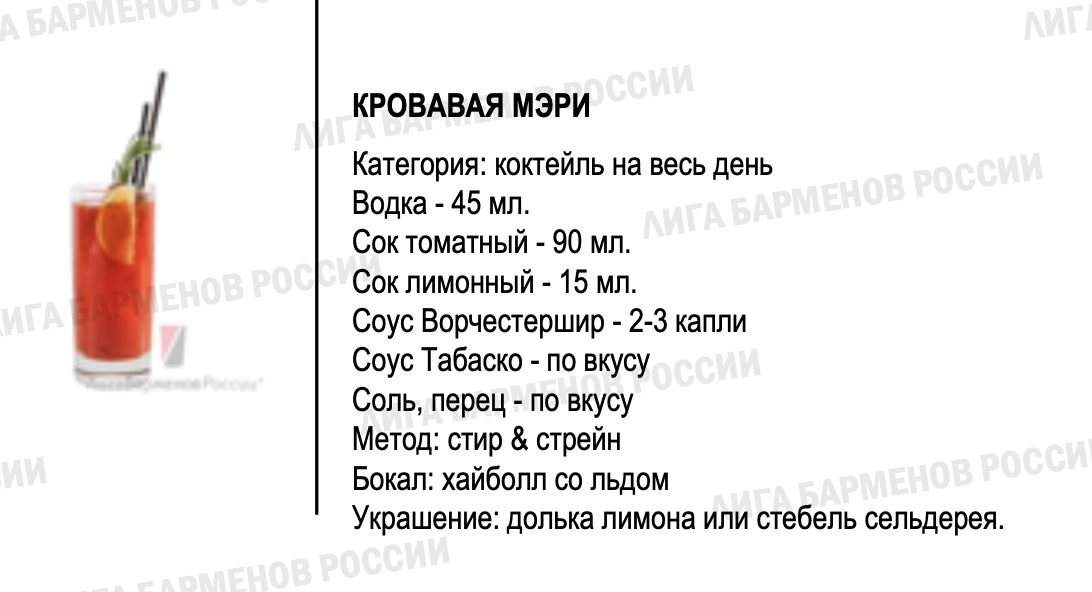 КРОВАВАЯ МЭРИ
Категория: коктейль на весь день
Водка - 45 мл.
Сок томатный - 90 мл.
Сок лимонный - 15 мл.
Соус Ворчестершир - 2-3 капли
Соус Табаско - по вкусу
Соль, перец - по вкусу
Метод: стир & стрейн
Бокал: хайболл со льдом
Украшение: долька лимона или стебель сельдерея.
ЛИГА БАРМЕНОВ РОССИИ
ЛИГА БАРМЕНОВ РОССИИ
ЛИГА БАРМЕНОВ РОССИИ
ЛИГА БАРМЕНОВ РОССИИ
ЛИГА БАРМЕНОВ РОССИИ
ЛИГА БАРМЕНОВ РОССИИ
ЛигаБарменовРоссии